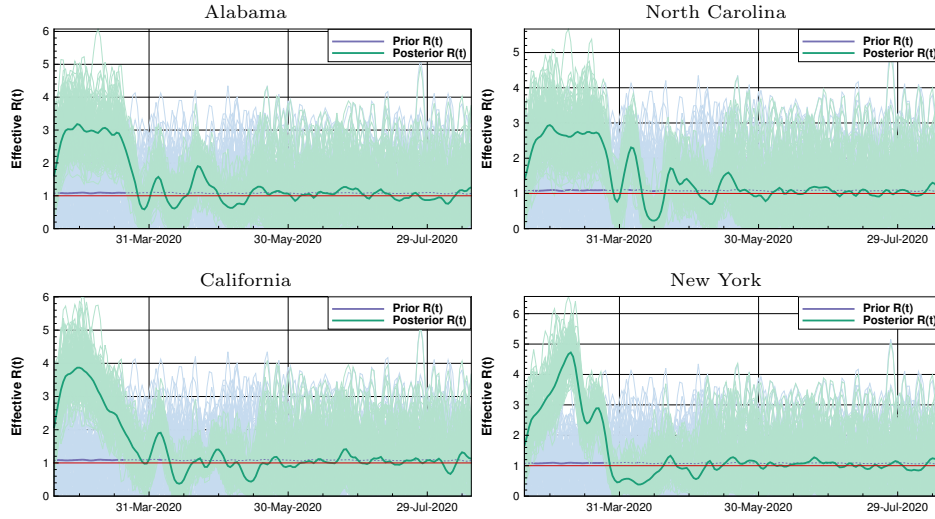 Alabama
Effective R(t)
6
5
4
3
2
1
0
Prior R(t)
Posterior R(t)
31-Mar-2020 30-May-2020 29-Jul-2020
North Carolina
Effective R(t)
5
4
3
2
1
0
Prior R(t)
Posterior R(t)
31-Mar-2020 30-May-2020 29-Jul-2020
California
Effective R(t)
6
5
4
3
2
1
0
Prior R(t)
Posterior R(t)
31-Mar-2020 30-May-2020 29-Jul-2020
New York
Effective R(t)
6
5
4
3
2
1
0
Prior R(t)
Posterior R(t)
31-Mar-2020 30-May-2020 29-Jul-2020